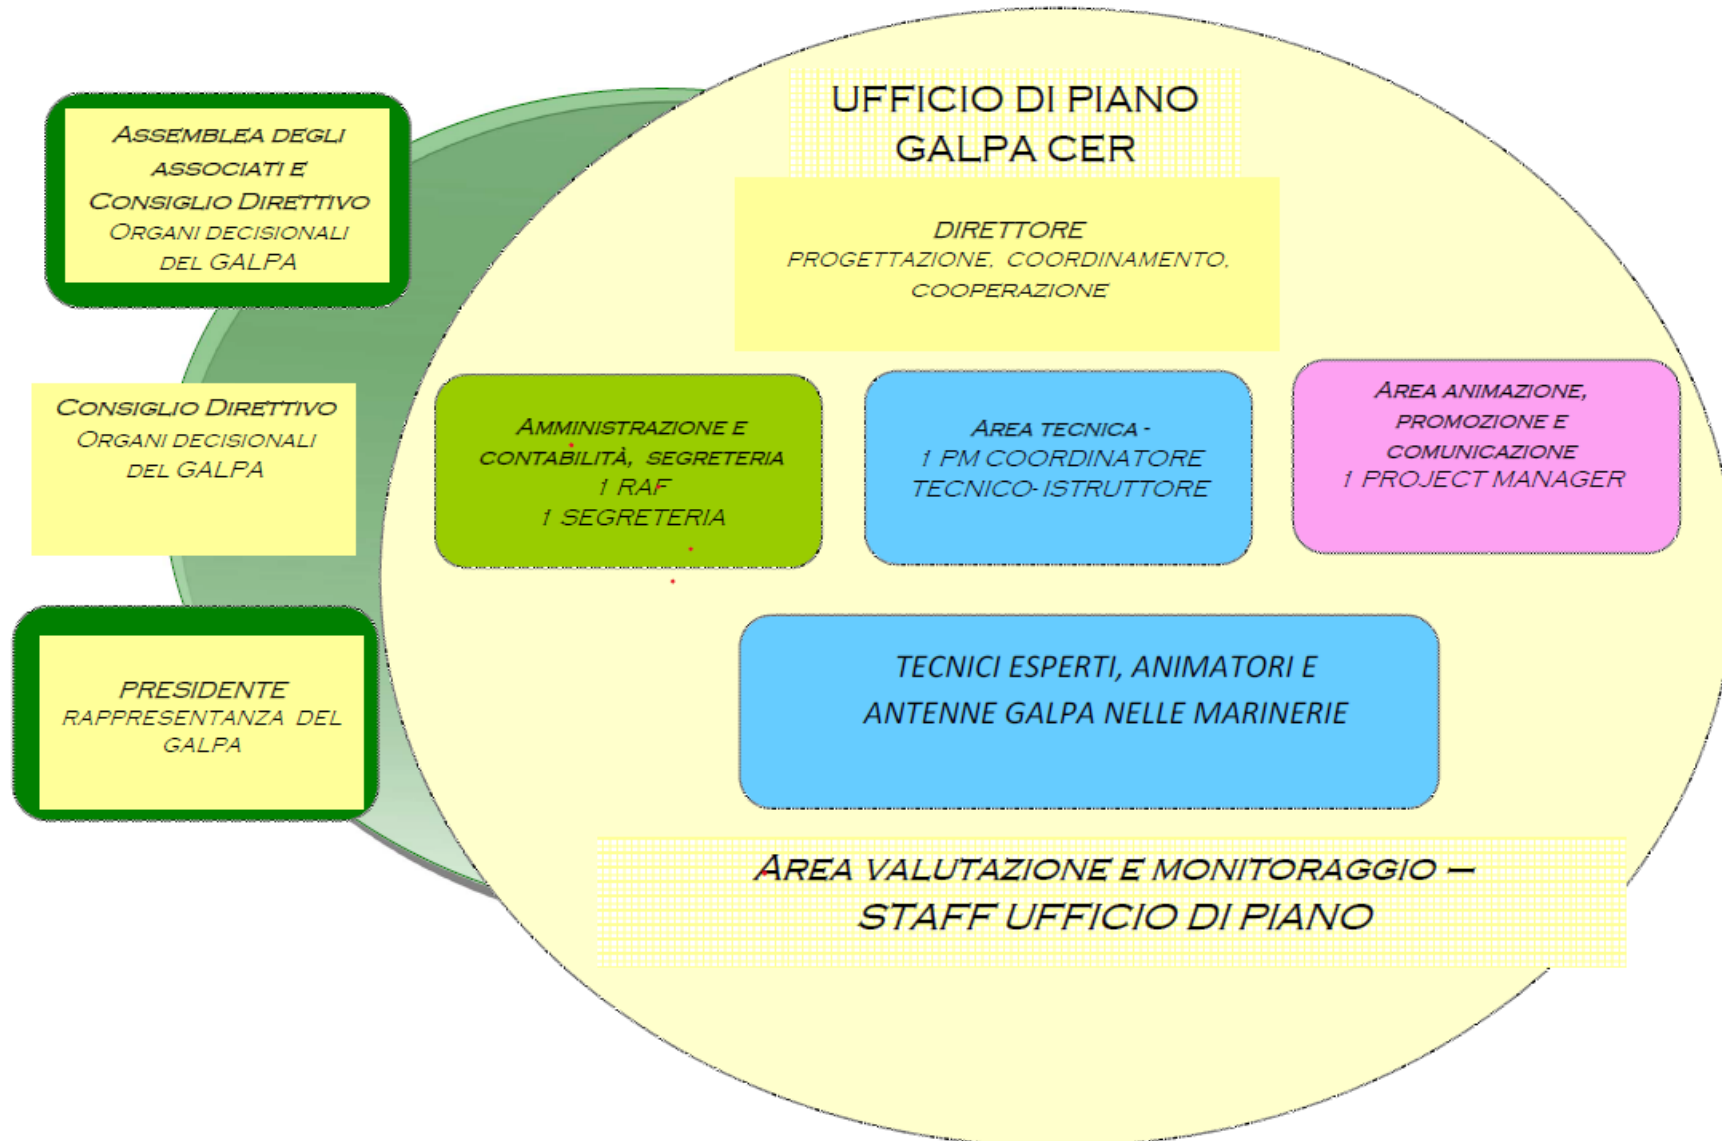 ASSEMBLEA DEGLI
ASSOCIATI E
CONSIGLIO DIRETTIVO
ORGANI DECISIONALI
DEL GALPA
CONSIGLIO DIRETTIVO
ORGANI DECISIONALI
DEL GALPA
PRESIDENTE
RAPPRESENTANZA DEL
GALPA
UFFICIO DI PIANO
GALPA CER
DIRETTORE
PROGETTAZIONE, COORDINAMENTO,
COOPERAZIONE
AMMINISTRAZIONE E
CONTABILITÀ, SEGRETERIA
1 RAF
1 SEGRETERIA
AREA TECNICA -
1 PM COORDINATORE
TECNICO- ISTRUTTORE
AREA ANIMAZIONE,
PROMOZIONE E
COMUNICAZIONE
1 PROJECT MANAGER
TECNICI ESPERTI, ANIMATORI E
ANTENNE GALPA NELLE MARINERIE
AREA VALUTAZIONE E MONITORAGGIO –
STAFF UFFICIO DI PIANO